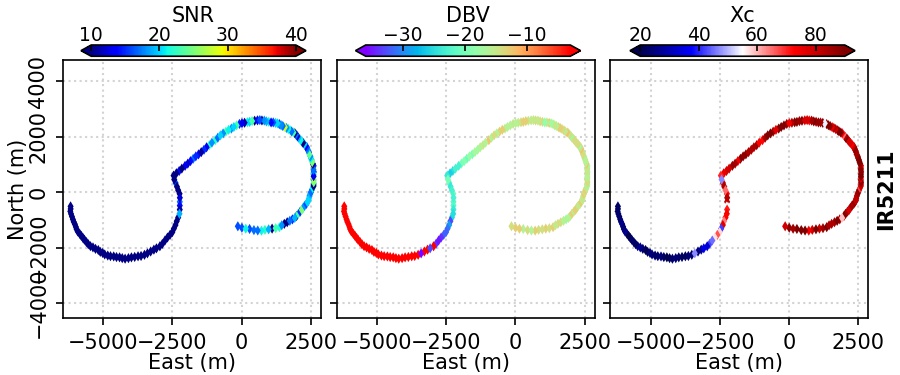 SNR DBV Xc
10 20 30 40 −30 −20 −10 20 40 60 80
4000
2000
0
−2000
−4000
North (m)
IR5211
−5000 −2500 0 2500 −5000 −2500 0 2500 −5000 −2500 0 2500
East (m) East (m) East (m)